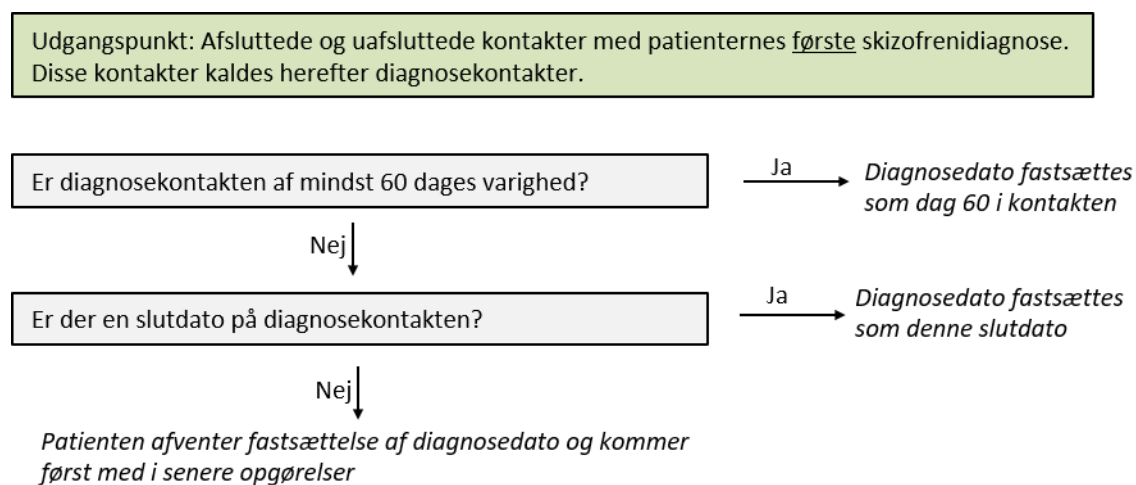 Udgangspunkt: Afsluttede og uafsluttede kontakter med patienternes første skizofrenidiagnose.
Disse kontakter kaldes herefter diagnosekontakter.
Er diagnosekontakten af mindst 60 dages varighed?
Ja
Diagnosedato fastsættes
som dag 60 i kontakten
Nej
Er der en slutdato på diagnosekontakten?
Ja
Diagnosedato fastsættes
som denne slutdato
Nej
Patienten afventer fastsættelse af diagnosedato og kommer
først med i senere opgørelser